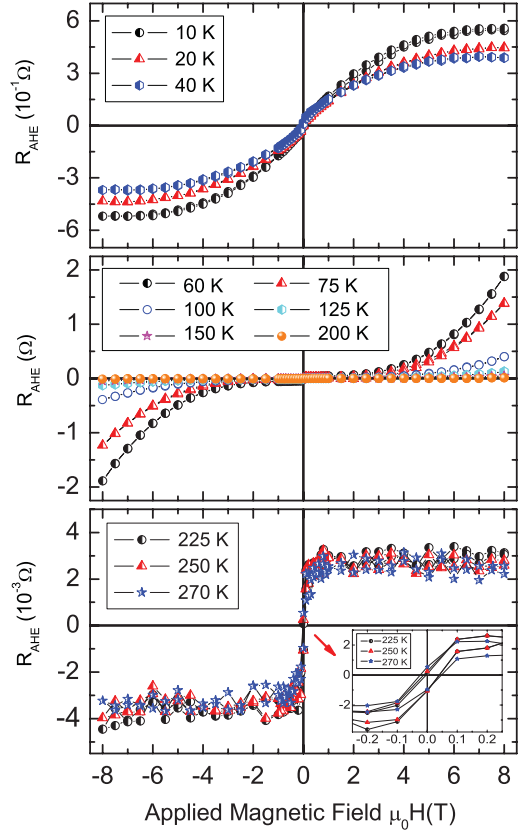 R_AHE (10⁻¹Ω)
6
3
0
-3
-6
10 K
20 K
40 K
R_AHE (Ω)
2
1
0
-1
-2
60 K 75 K
100 K 125 K
150 K 200 K
R_AHE (10⁻³Ω)
4
2
0
-2
-4
225 K
250 K
270 K
225 K
250 K
270 K
2
1
0
-1
-2
-0.2 -0.1 0.0 0.1 0.2
-8 -6 -4 -2 0 2 4 6 8
Applied Magnetic Field μ₀H(T)